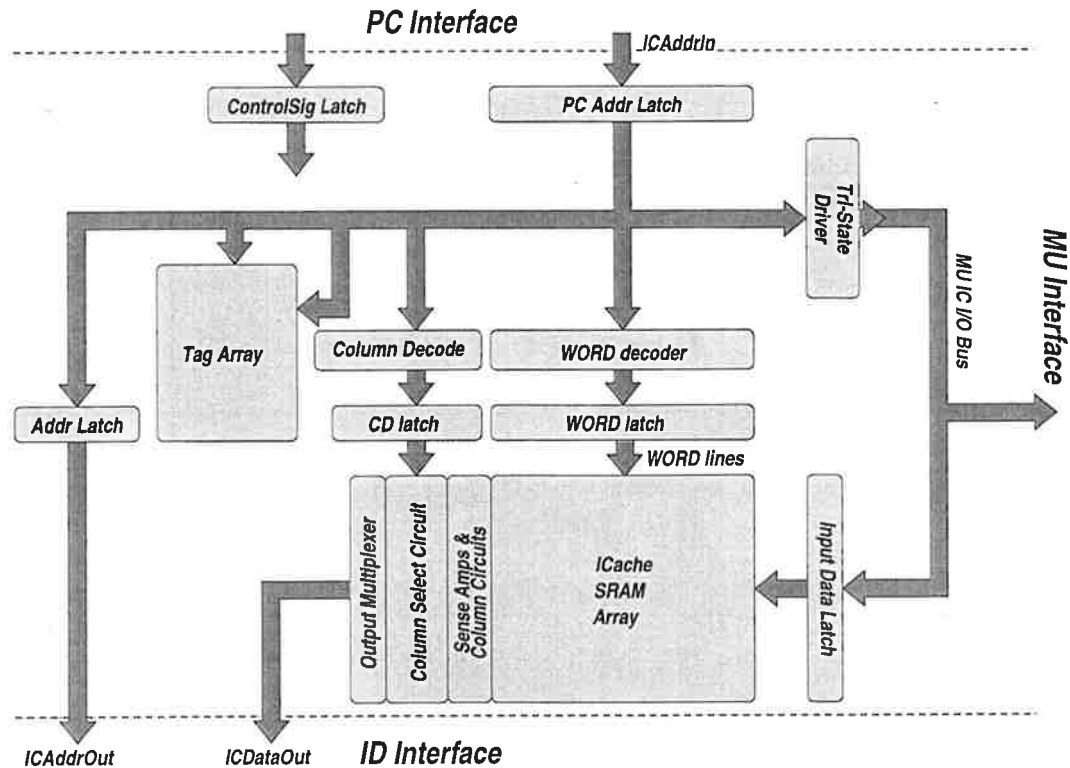 PC Interface
ICAddrIn
ControlSig Latch
PC Addr Latch
Tri-State
Driver
MU Interface
MU IC I/O Bus
Tag Array
Column Decode
WORD decoder
Addr Latch
CD latch
WORD latch
WORD lines
Output Multiplexer
Column Select Circuit
Sense Amps &
Column Circuits
ICache
SRAM
Array
Input Data Latch
ICAddrOut
ICDataOut
ID Interface